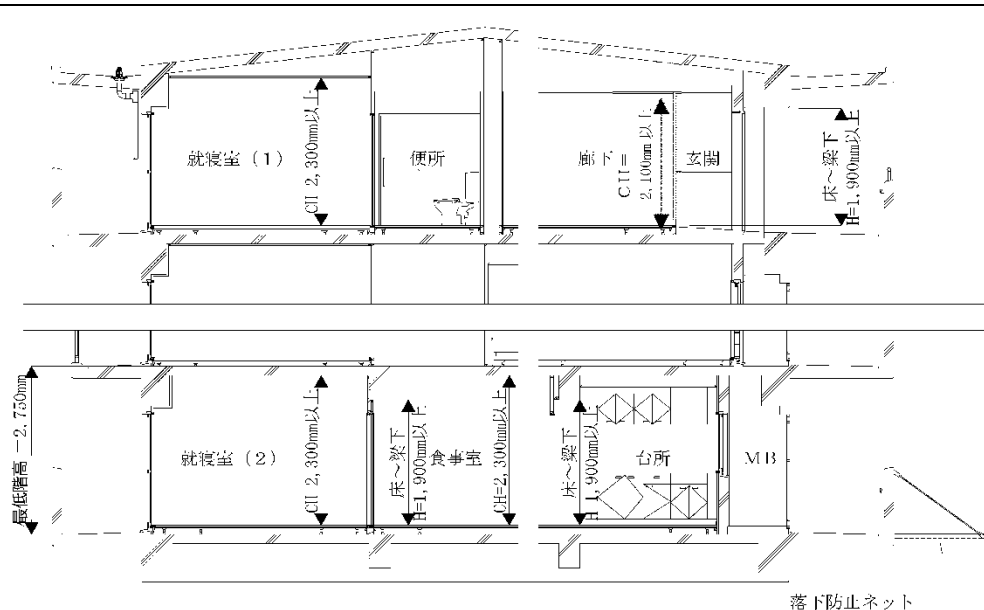 就寝室（1）
CH 2,300mm以上
便所
廊下
CH=
2,100mm以上
玄関
床～梁下
H=1,900mm以上
最低階高=2,750mm
就寝室（2）
CH 2,300mm以上
床～梁下
H=1,900mm以上
食事室
CH=2,300mm以上
床～梁下
H 1,900mm以上
台所
MB
落下防止ネット